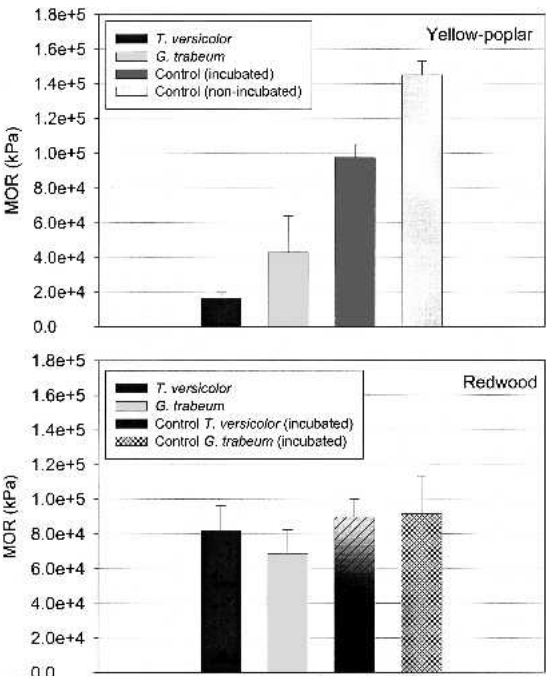 1.8e+5
1.6e+5
1.4e+5
1.2e+5
1.0e+5
8.0e+4
6.0e+4
4.0e+4
2.0e+4
0.0
MOR (kPa)
T. versicolor
G. trabeum
Control (incubated)
Control (non-incubated)
Yellow-poplar
1.8e+5
1.6e+5
1.4e+5
1.2e+5
1.0e+5
8.0e+4
6.0e+4
4.0e+4
2.0e+4
0.0
MOR (kPa)
T. versicolor
G. trabeum
Control T. versicolor (incubated)
Control G. trabeum (incubated)
Redwood